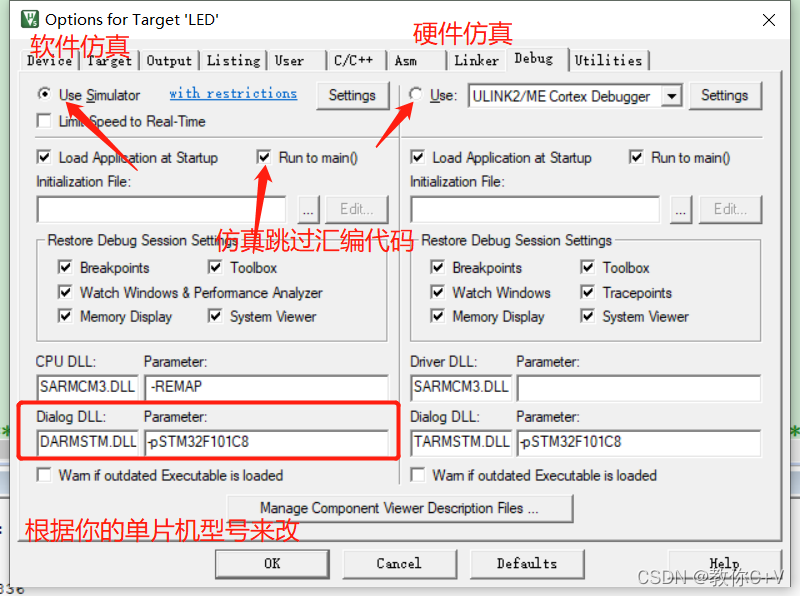 Options for Target 'LED'
软件仿真
硬件仿真
Device Target Output Listing User C/C++ Asm Linker Debug Utilities
Use Simulator with restrictions Settings
Use: ULINK2/ME Cortex Debugger Settings
Limit Speed to Real-Time
Load Application at Startup Run to main()
Load Application at Startup Run to main()
Initialization File:
Initialization File:
... Edit...
... Edit...
仿真跳过汇编代码
Restore Debug Session Settings
Restore Debug Session Settings
Breakpoints Toolbox
Breakpoints Toolbox
Watch Windows & Performance Analyzer
Watch Windows Tracepoints
Memory Display System Viewer
Memory Display System Viewer
CPU DLL: Parameter:
Driver DLL: Parameter:
SARMCM3.DLL -REMAP
SARMCM3.DLL
Dialog DLL: Parameter:
Dialog DLL: Parameter:
DARMSTM.DLL -pSTM32F101C8
TARMSTM.DLL -pSTM32F101C8
Warn if outdated Executable is loaded
Warn if outdated Executable is loaded
Manage Component Viewer Description Files ...
根据你的单片机型号来改
OK Cancel Defaults Help
CSDN @教你C+V